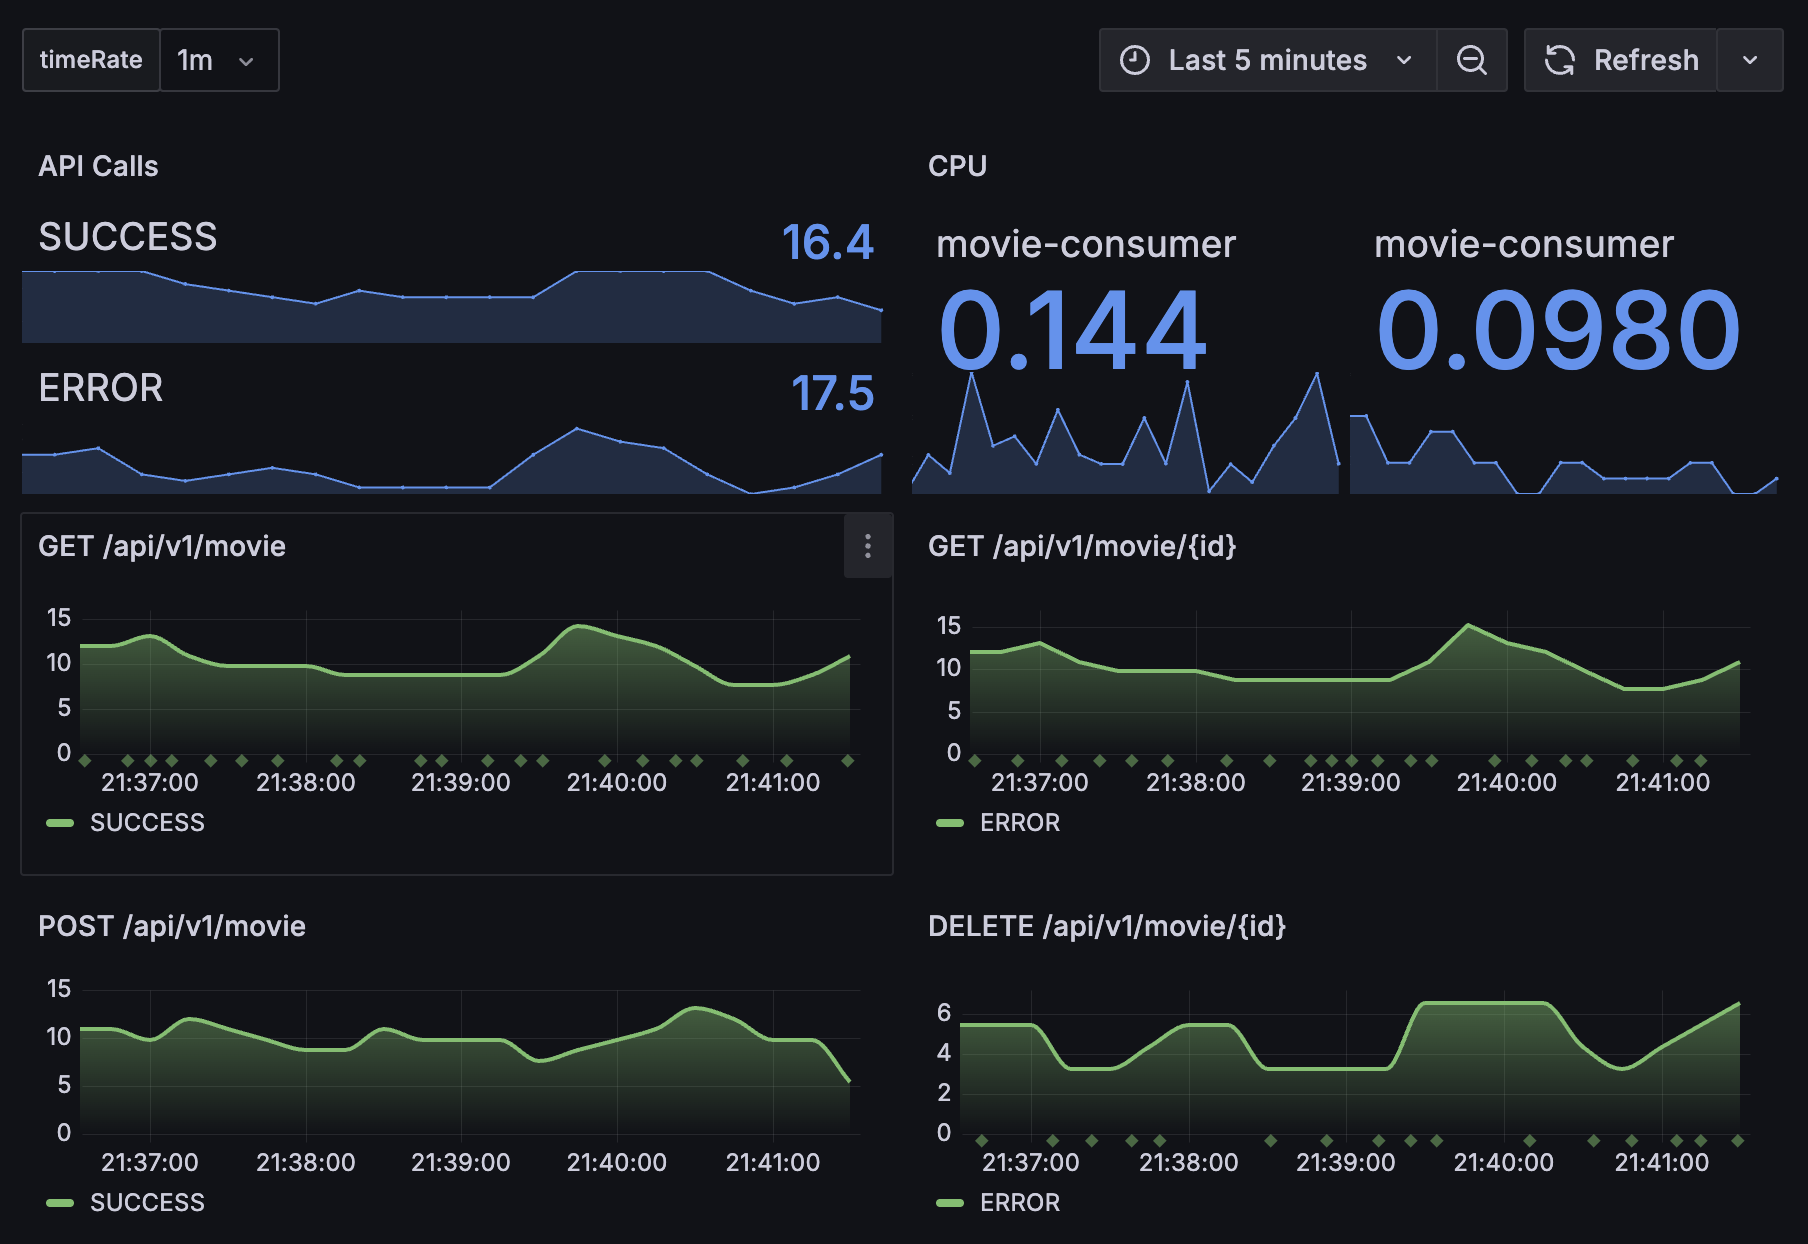 timeRate 1m Last 5 minutes Refresh
API Calls
SUCCESS 16.4
ERROR 17.5
CPU
movie-consumer movie-consumer
0.144 0.0980
GET /api/v1/movie
15
10
5
0
21:37:00 21:38:00 21:39:00 21:40:00 21:41:00
SUCCESS
GET /api/v1/movie/{id}
15
10
5
0
21:37:00 21:38:00 21:39:00 21:40:00 21:41:00
ERROR
POST /api/v1/movie
15
10
5
0
21:37:00 21:38:00 21:39:00 21:40:00 21:41:00
SUCCESS
DELETE /api/v1/movie/{id}
6
4
2
0
21:37:00 21:38:00 21:39:00 21:40:00 21:41:00
ERROR